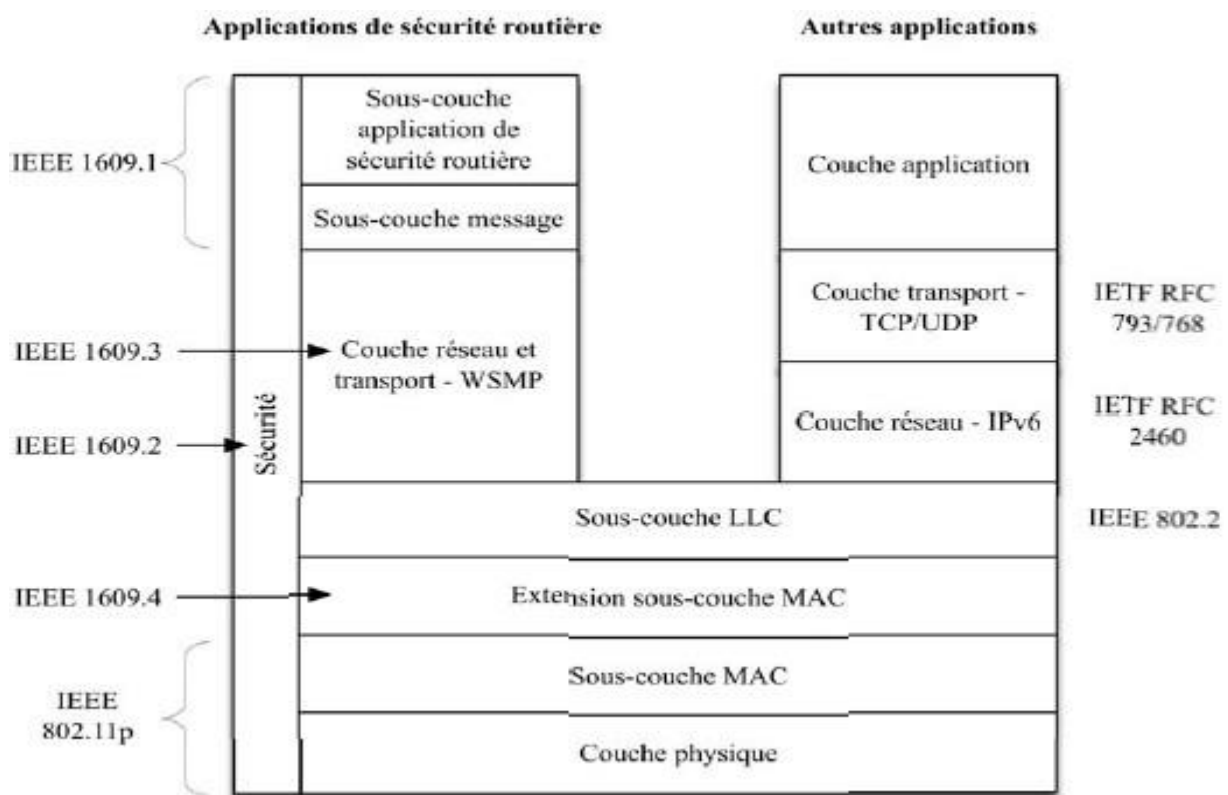 Applications de sécurité routière
Autres applications
IEEE 1609.1
Sous-couche
application de
sécurité routière
Sous-couche message
Couche application
IEEE 1609.3
Couche réseau et
transport - WSMP
Couche transport -
TCP/UDP
IETF RFC
793/768
IEEE 1609.2
Sécurité
Couche réseau - IPv6
IETF RFC
2460
Sous-couche LLC
IEEE 802.2
IEEE 1609.4
Extension sous-couche MAC
IEEE
802.11p
Sous-couche MAC
Couche physique